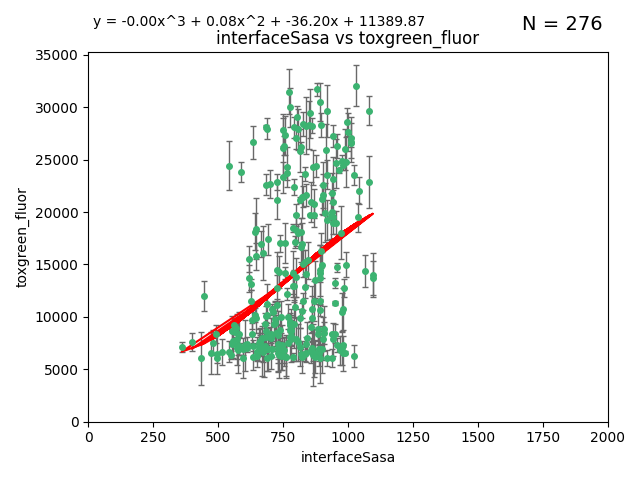 y = -0.00x^3 + 0.08x^2 + -36.20x + 11389.87
N = 276
interfaceSasa vs toxgreen_fluor
35000
30000
25000
20000
15000
10000
5000
0
toxgreen_fluor
0 250 500 750 1000 1250 1500 1750 2000
interfaceSasa